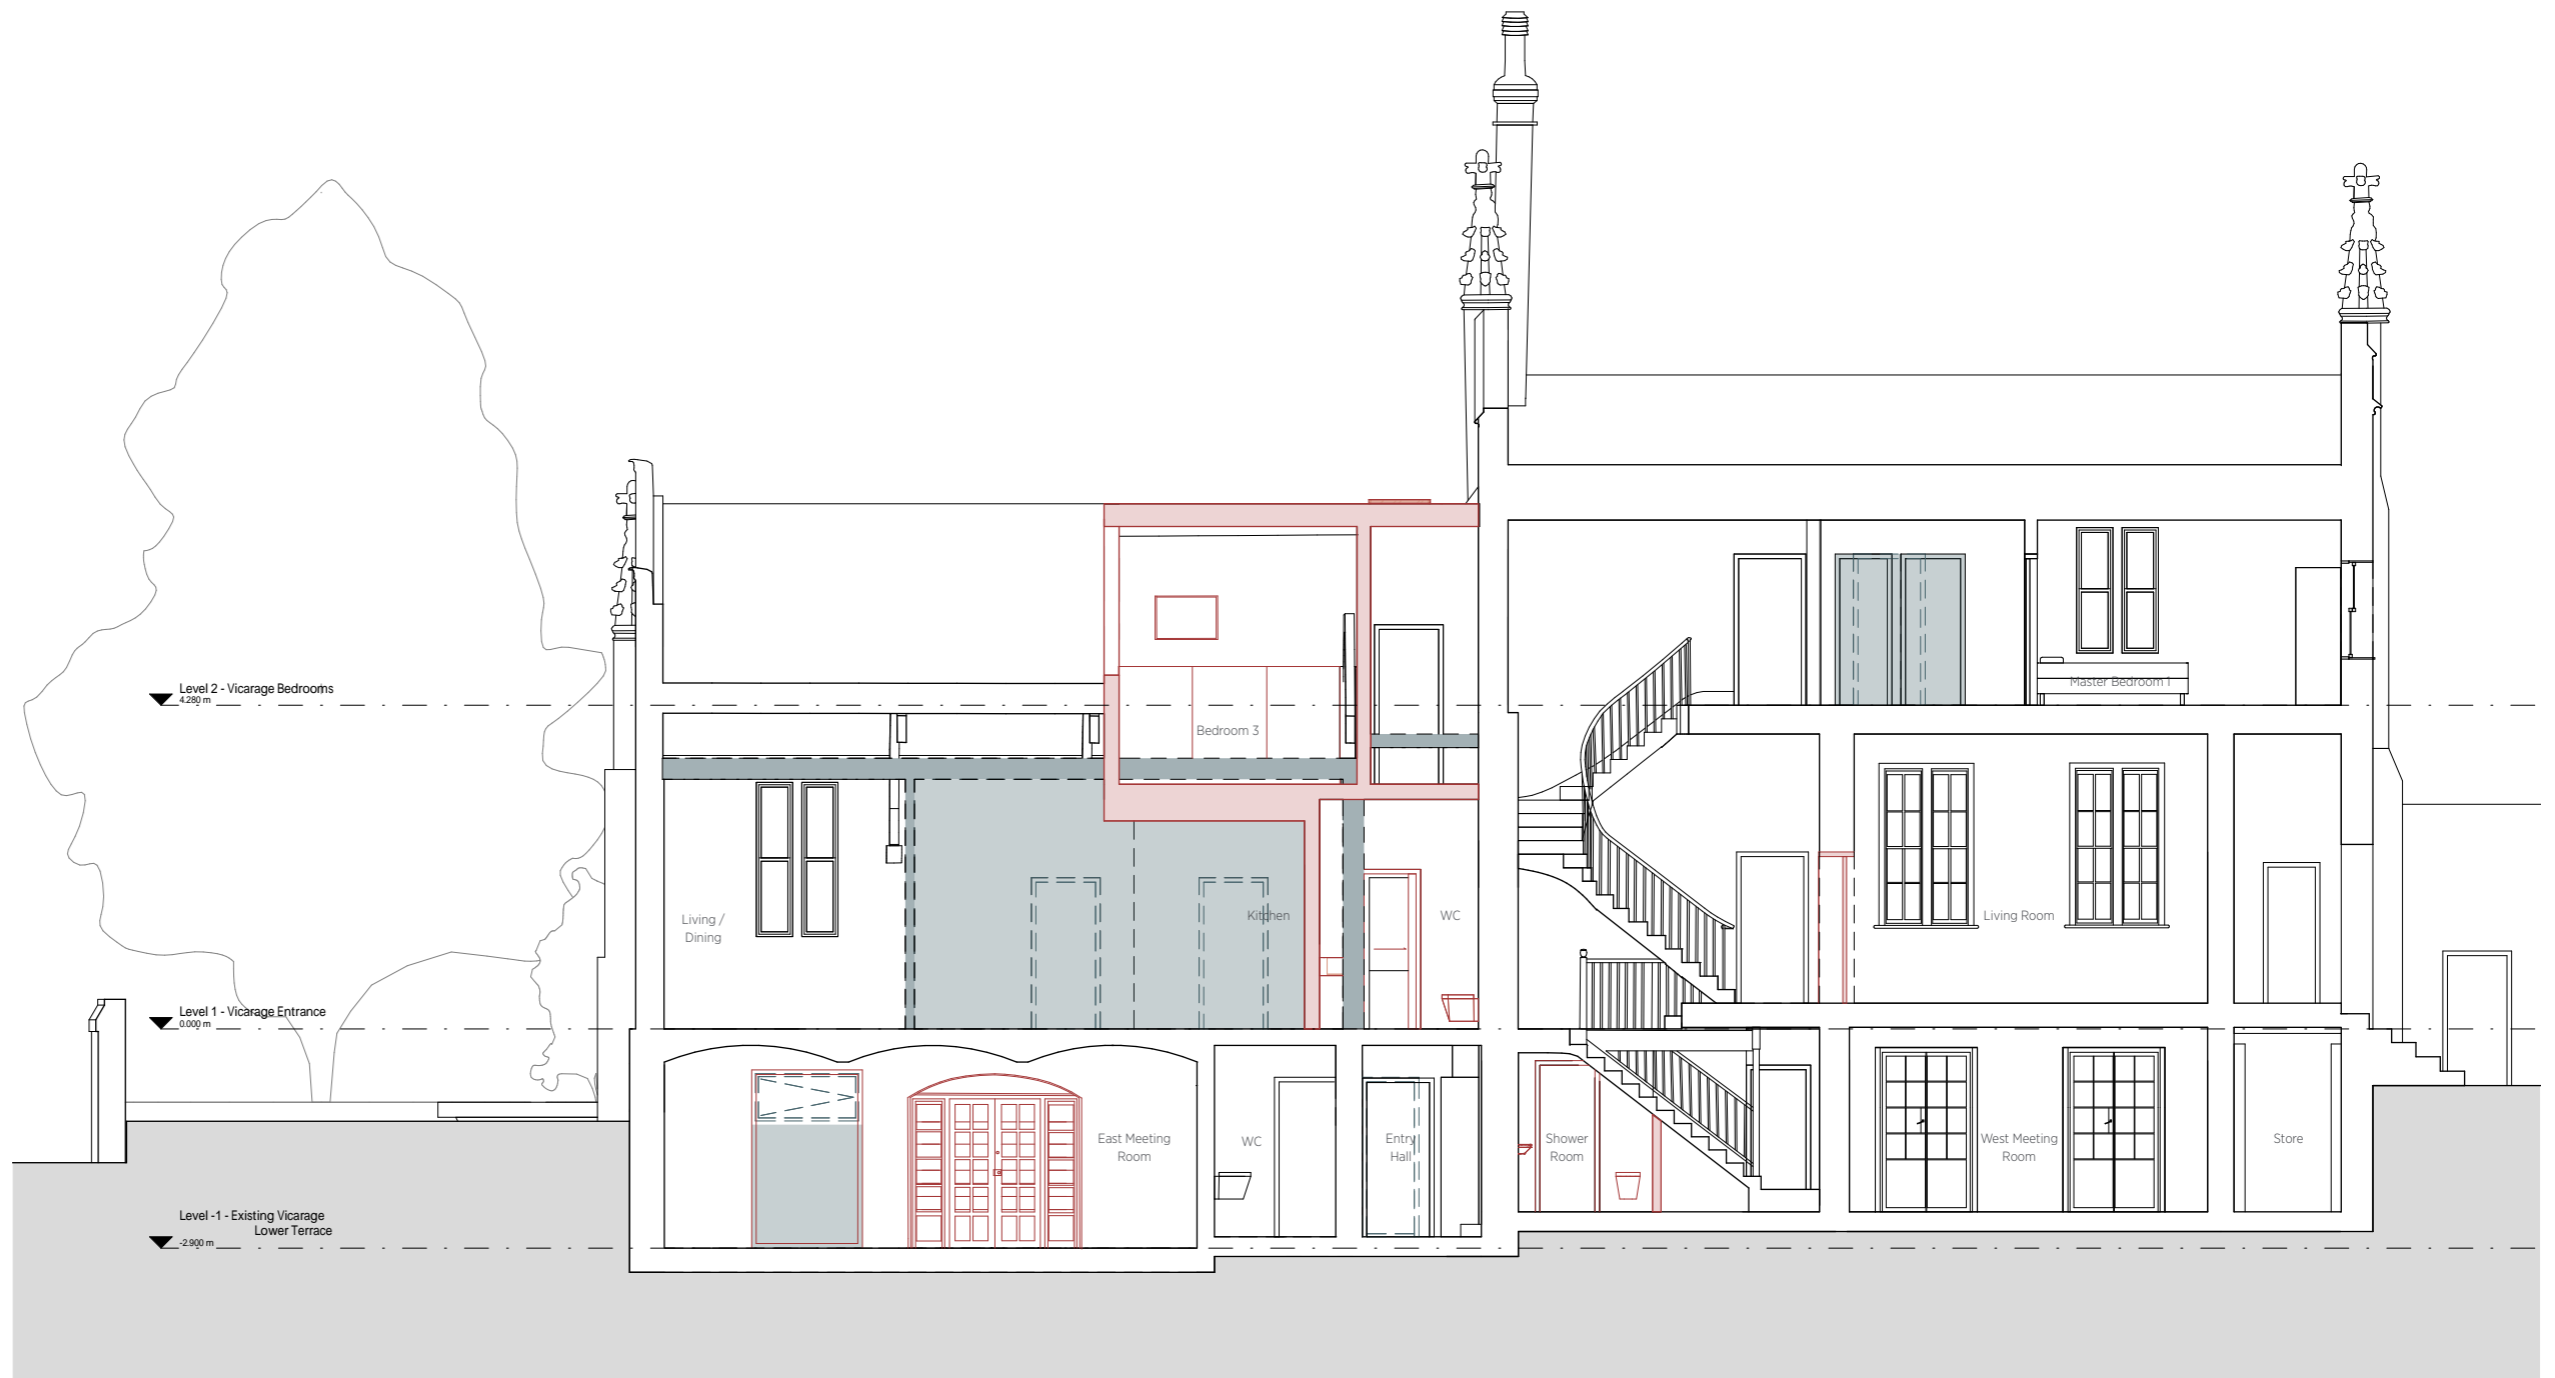 Level 2 - Vicarage Bedrooms
4.280 m
Master Bedroom 1
Bedroom 3
Living /
Dining
Kitchen
WC
Living Room
Level 1 - Vicarage Entrance
0.000 m
East Meeting
Room
WC
Entry
Hall
Shower
Room
West Meeting
Room
Store
Level -1 - Existing Vicarage
Lower Terrace
-2.900 m